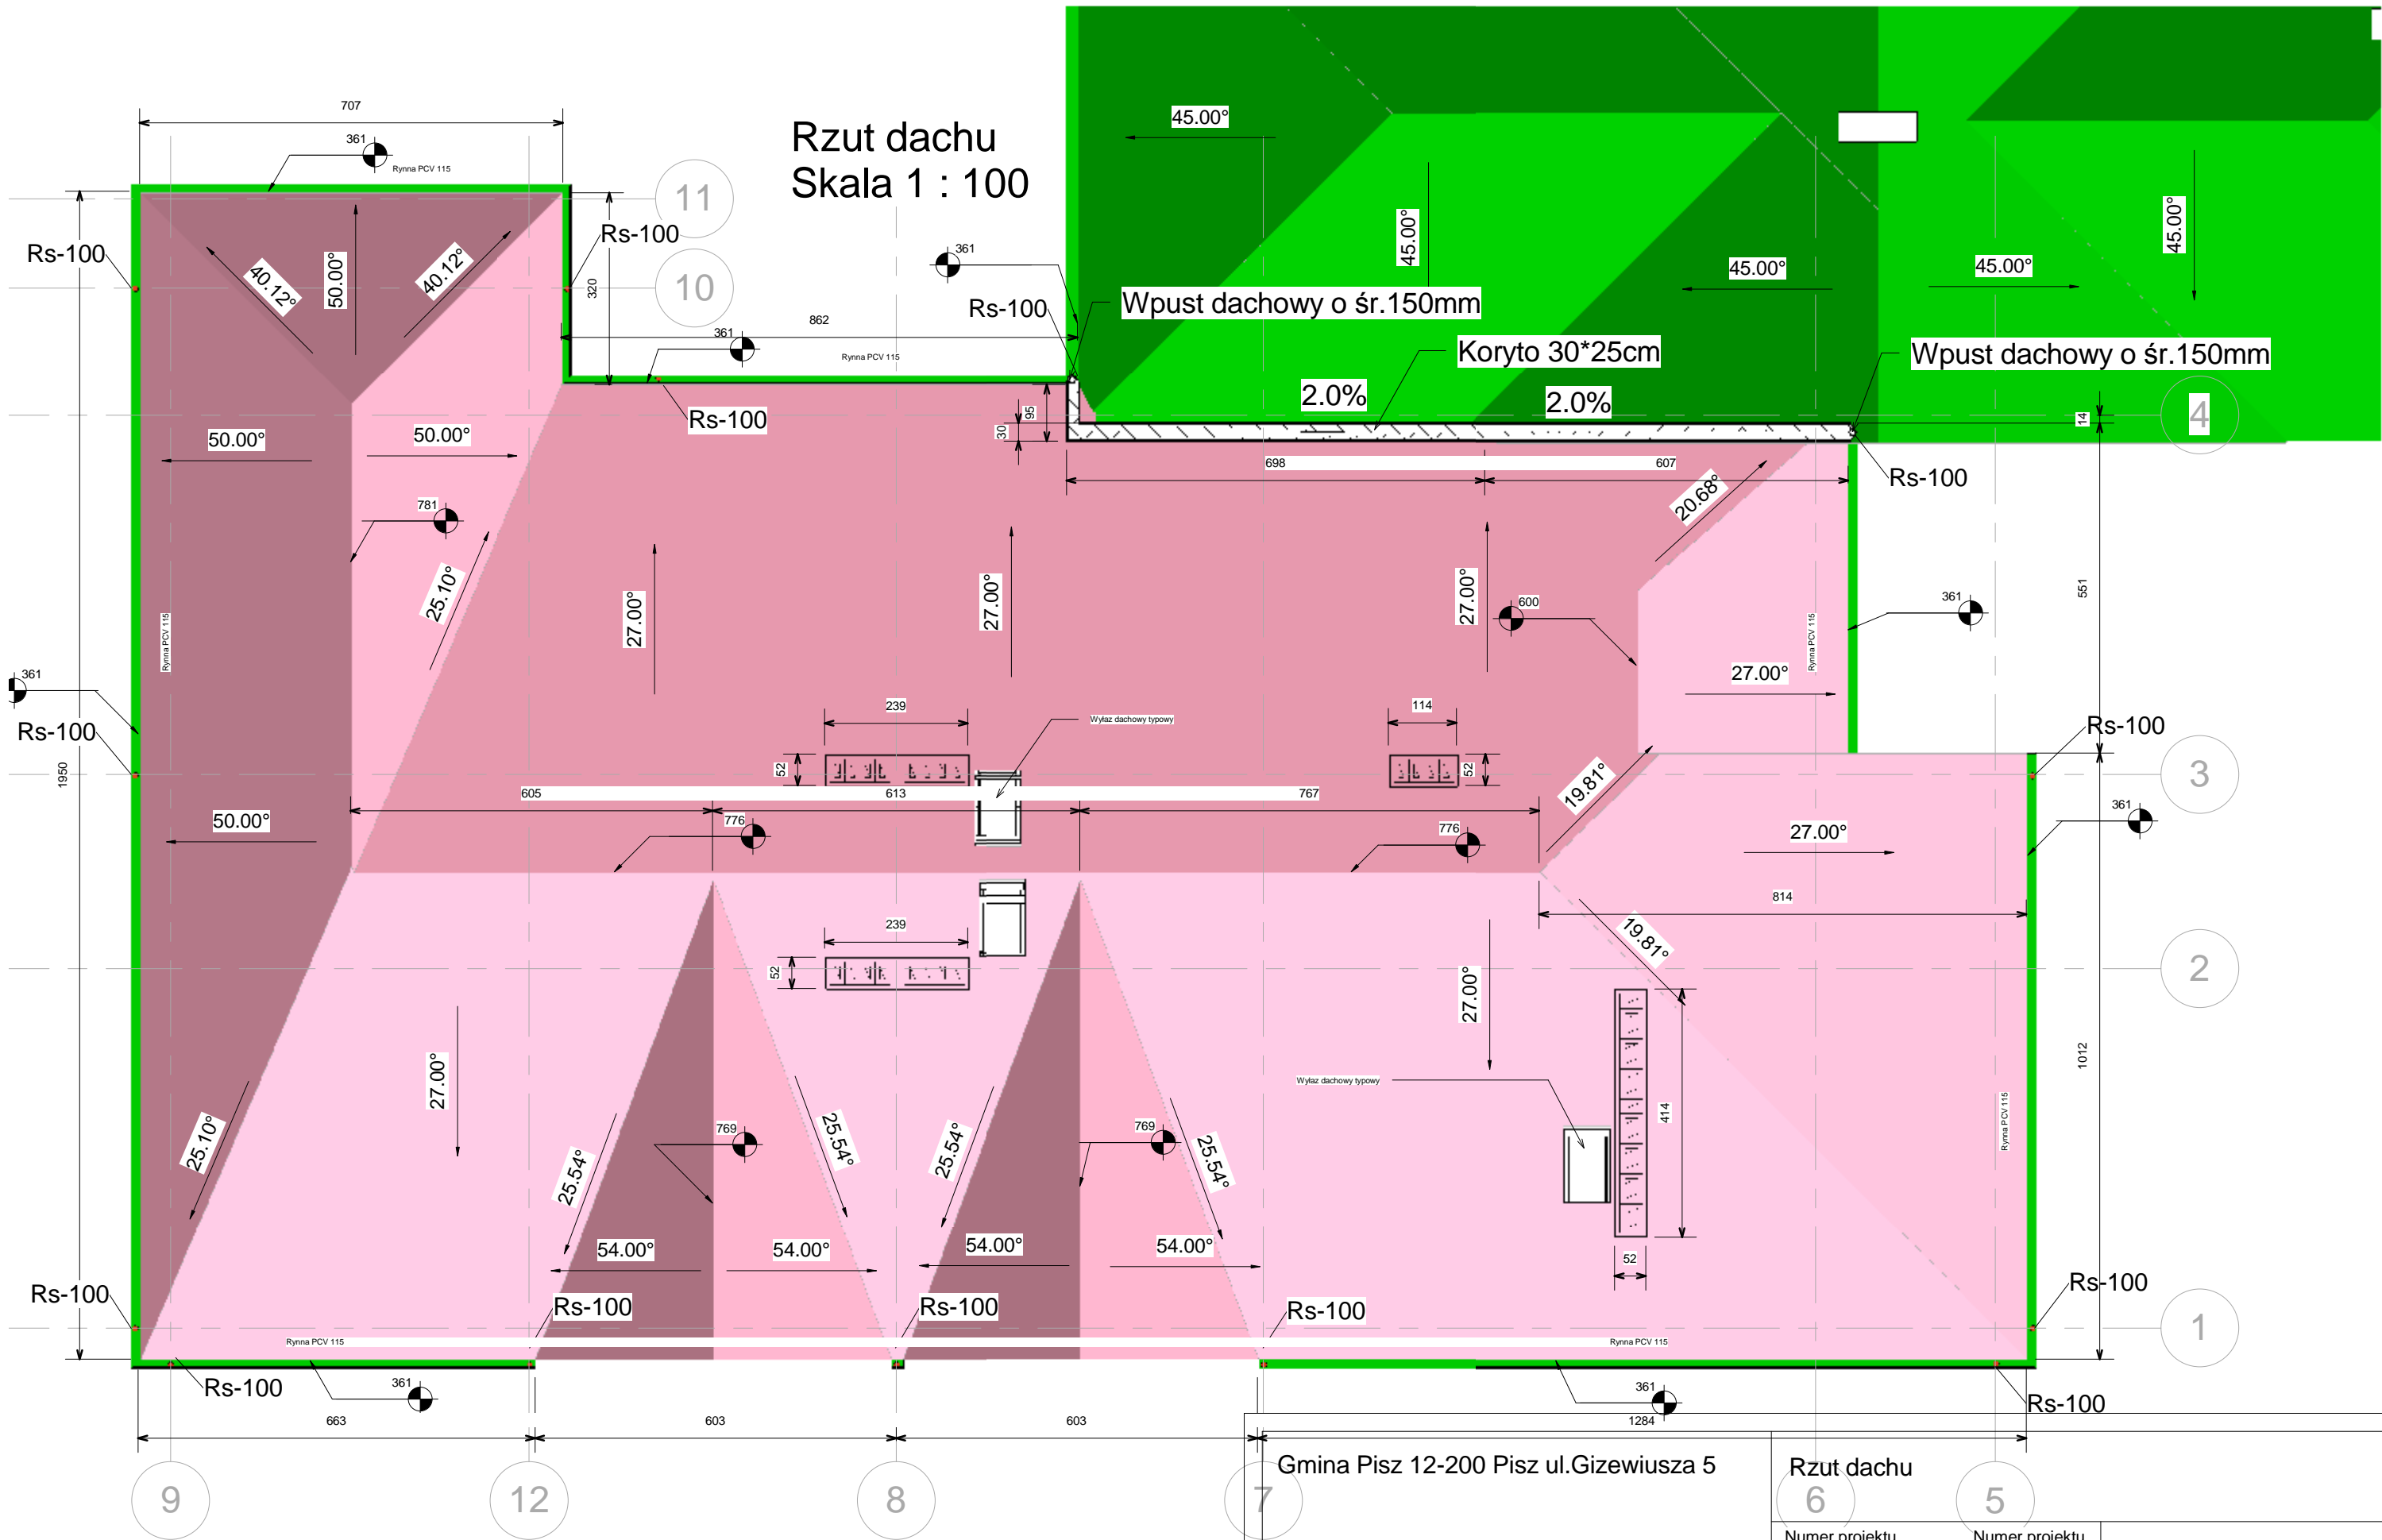 707
361
Rynna PCV 115
Rzut dachu
Skala 1 : 100
45.00°
11
Rs-100
Rs-100
40.12°
50.00°
40.12°
320
10
361
45.00°
45.00°
45.00°
45.00°
862
Rs-100
Wpust dachowy o śr.150mm
361
Rynna PCV 115
Koryto 30*25cm
Wpust dachowy o śr.150mm
2.0%
2.0%
95
30
14
4
Rs-100
50.00°
50.00°
698
607
Rs-100
20.68°
781
25.10°
27.00°
27.00°
27.00°
600
361
551
Rynna PCV 115
Rynna PCV 115
361
27.00°
239
Wyłaz dachowy typowy
114
Rs-100
Rs-100
1950
52
52
3
605
613
767
19.81°
50.00°
776
776
27.00°
361
814
239
19.81°
52
27.00°
2
27.00°
Wyłaz dachowy typowy
414
1012
Rynna PCV 115
25.10°
769
25.54°
25.54°
25.54°
769
25.54°
54.00°
54.00°
54.00°
54.00°
52
Rs-100
Rs-100
Rs-100
Rs-100
Rs-100
1
Rynna PCV 115
Rynna PCV 115
Rs-100
361
361
Rs-100
663
603
603
1284
Gmina Pisz 12-200 Pisz ul.Gizewiusza 5
Rzut dachu
9
12
8
7
6
5
Numer projektu
Numer projektu